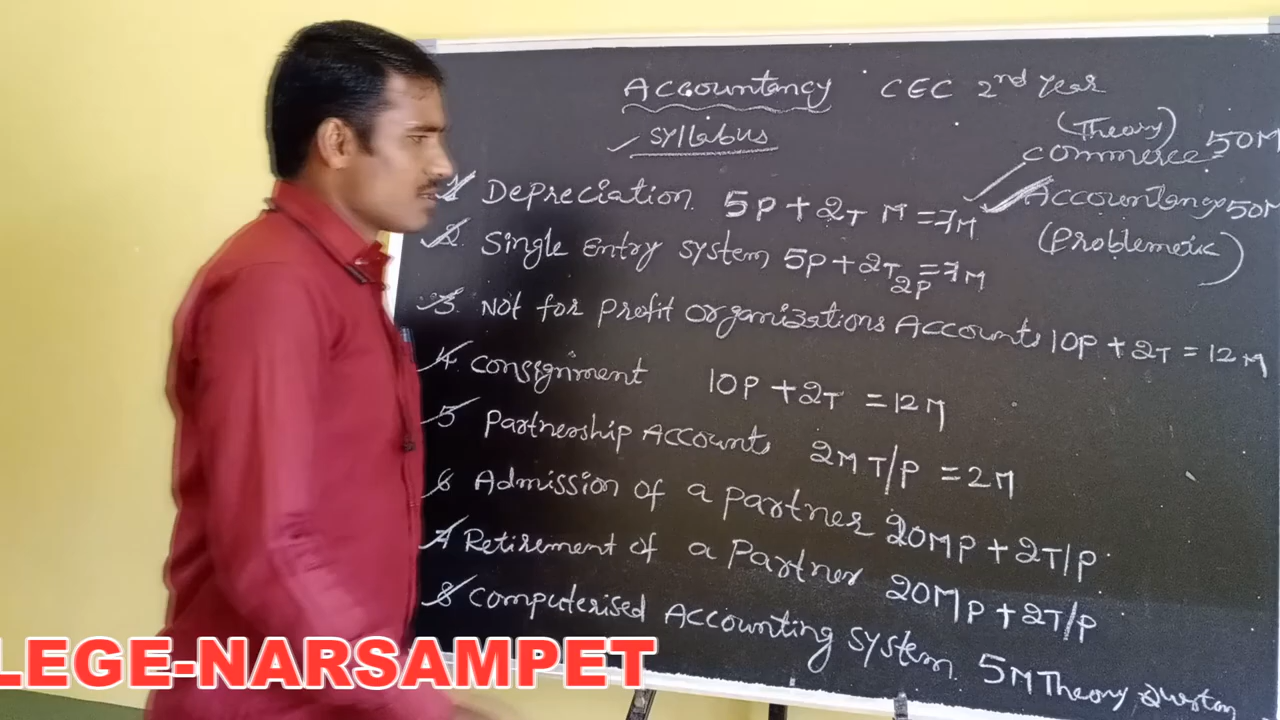 Accountancy CEC 2nd Year
Syllabus
(Theory)
Commerce = 50M
Accountancy 50M
(Problemetic)
1. Depreciation. 5P + 2T M = 7M
2. Single Entry system 5P + 2T = 7M
2P
3. Not for profit organizations Accounts 10P + 2T = 12M
4. Consignment 10P + 2T = 12M
5 Partnership Accounts 2M T/P = 2M
6 Admission of a partner 20MP + 2T/P
7 Retirement of a Partner 20MP + 2T/P
8 Computerised Accounting system. 5M Theory Question
LEGE-NARSAMPET